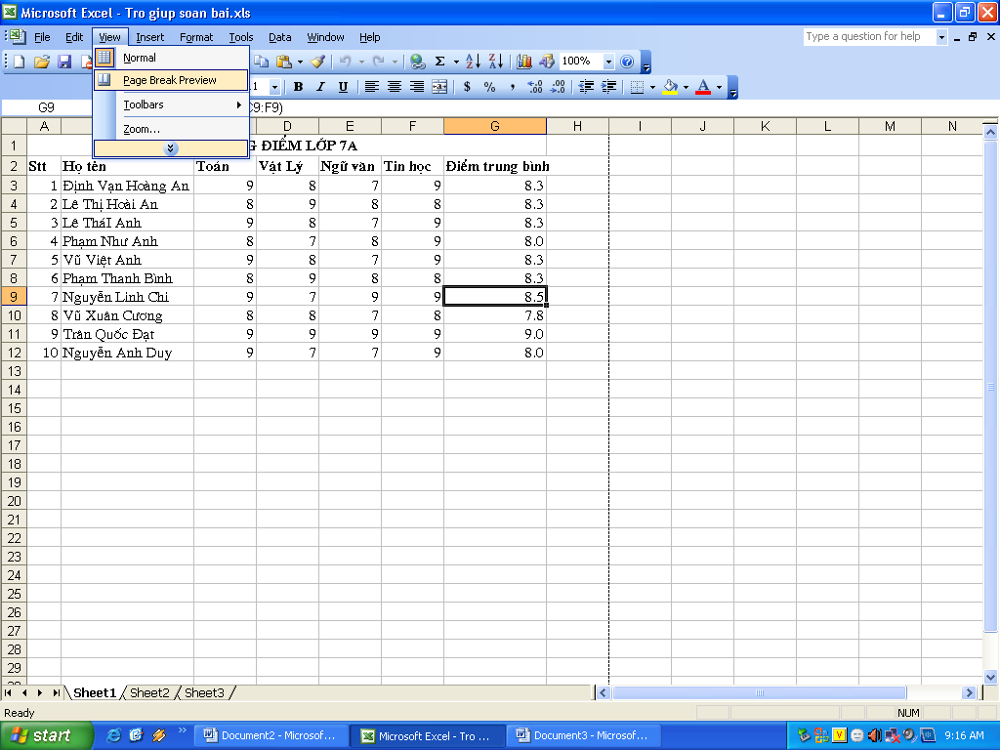 Microsoft Excel - Tro giup soan bai.xls
File Edit View Insert Format Tools Data Window Help
Type a question for help
Normal
Page Break Preview
Toolbars
Zoom...
100%
B I U $ % , A
G9 C9:F9)
A D E F G H I J K L M N
1 ĐIỂM LỚP 7A
2 Stt Họ tên Toán Vật Lý Ngữ văn Tin học Điểm trung bình
3 1 Định Vạn Hoàng An 9 8 7 9 8.3
4 2 Lê Thị Hoài An 8 9 8 8 8.3
5 3 Lê TháI Anh 9 8 7 9 8.3
6 4 Phạm Như Anh 8 7 8 9 8.0
7 5 Vũ Việt Anh 9 8 7 9 8.3
8 6 Phạm Thanh Bình 8 9 8 8 8.3
9 7 Nguyễn Linh Chi 9 7 9 9 8.5
10 8 Vũ Xuân Cương 8 8 7 8 7.8
11 9 Trân Quốc Đạt 9 9 9 9 9.0
12 10 Nguyễn Anh Duy 9 7 7 9 8.0
13
14
15
16
17
18
19
20
21
22
23
24
25
26
27
28
29
Sheet1 Sheet2 Sheet3
Ready NUM
start Document2 - Microsof... Microsoft Excel - Tro ... Document3 - Microsof... 9:16 AM